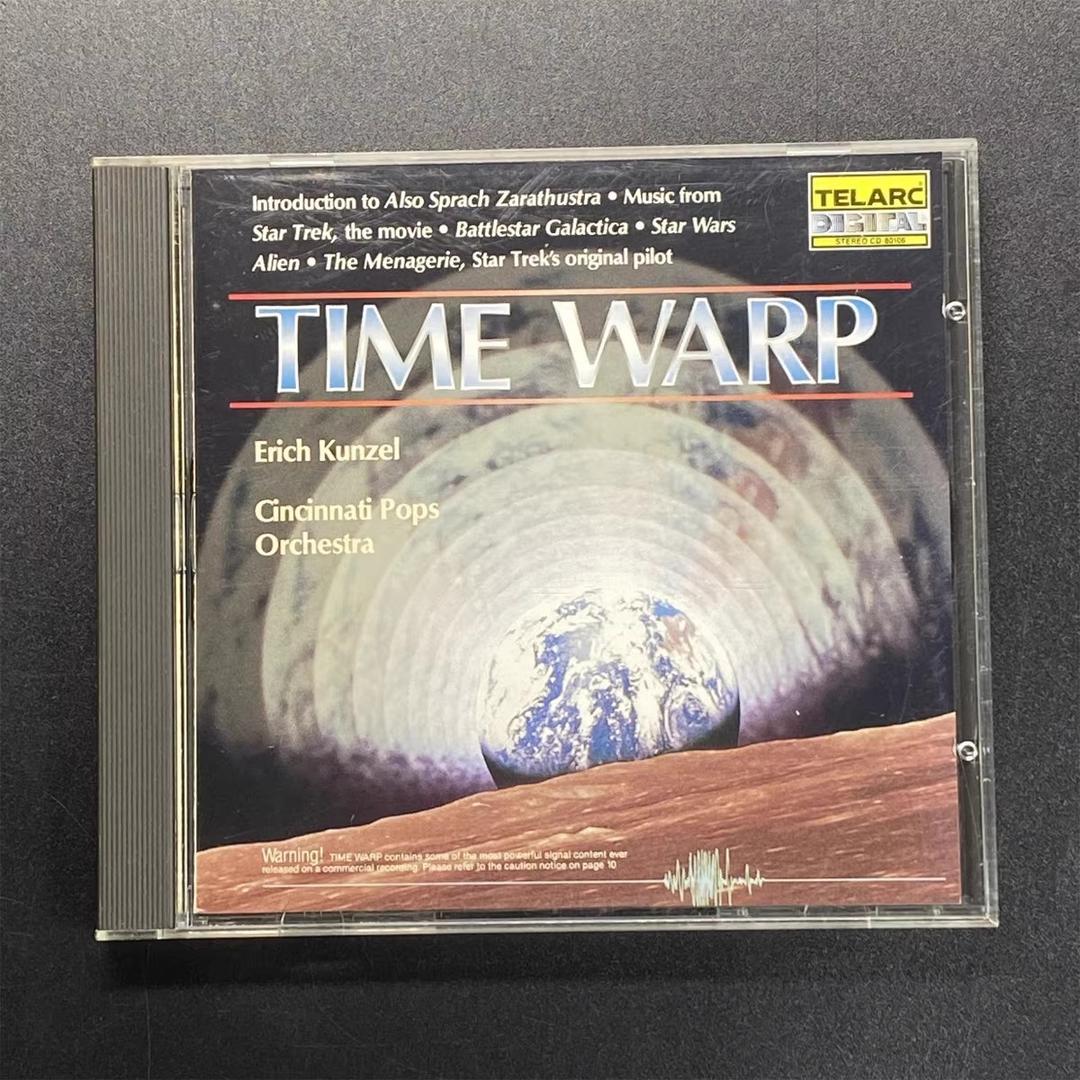 Introduction to Also Sprach Zarathustra • Music from
Star Trek, the movie • Battlestar Galactica • Star Wars
Alien • The Menagerie, Star Trek's original pilot
TELARC
DIGITAL
STEREO CD 80106
TIME WARP
Erich Kunzel
Cincinnati Pops
Orchestra
Warning! TIME WARP contains some of the most powerful signal content ever
released on a commercial recording. Please refer to the caution notice on page 10